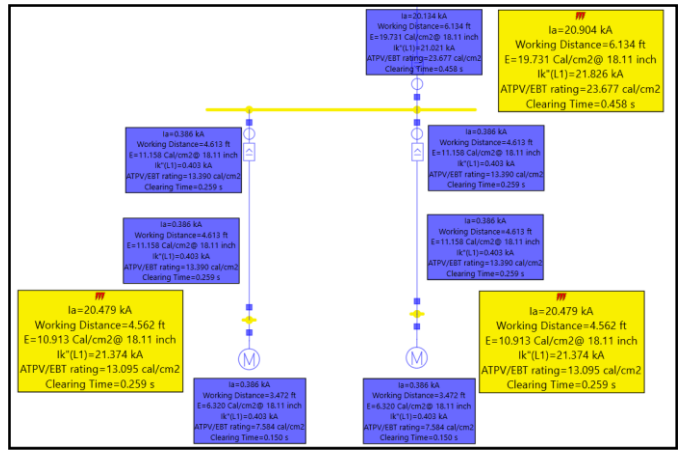 Ia=20.134 kA
Working Distance=6.134 ft
E=19.731 Cal/cm2@ 18.11 inch
Ik"(L1)=21.021 kA
ATPV/EBT rating=23.677 cal/cm2
Clearing Time=0.458 s
Ia=20.904 kA
Working Distance=6.134 ft
E=19.731 Cal/cm2@ 18.11 inch
Ik"(L1)=21.826 kA
ATPV/EBT rating=23.677 cal/cm2
Clearing Time=0.458 s
Ia=0.386 kA
Working Distance=4.613 ft
E=11.158 Cal/cm2@ 18.11 inch
Ik"(L1)=0.403 kA
ATPV/EBT rating=13.390 cal/cm2
Clearing Time=0.259 s
Ia=0.386 kA
Working Distance=4.613 ft
E=11.158 Cal/cm2@ 18.11 inch
Ik"(L1)=0.403 kA
ATPV/EBT rating=13.390 cal/cm2
Clearing Time=0.259 s
Ia=0.386 kA
Working Distance=4.613 ft
E=11.158 Cal/cm2@ 18.11 inch
Ik"(L1)=0.403 kA
ATPV/EBT rating=13.390 cal/cm2
Clearing Time=0.259 s
Ia=0.386 kA
Working Distance=4.613 ft
E=11.158 Cal/cm2@ 18.11 inch
Ik"(L1)=0.403 kA
ATPV/EBT rating=13.390 cal/cm2
Clearing Time=0.259 s
Ia=20.479 kA
Working Distance=4.562 ft
E=10.913 Cal/cm2@ 18.11 inch
Ik"(L1)=21.374 kA
ATPV/EBT rating=13.095 cal/cm2
Clearing Time=0.259 s
Ia=20.479 kA
Working Distance=4.562 ft
E=10.913 Cal/cm2@ 18.11 inch
Ik"(L1)=21.374 kA
ATPV/EBT rating=13.095 cal/cm2
Clearing Time=0.259 s
M
M
Ia=0.386 kA
Working Distance=3.472 ft
E=6.320 Cal/cm2@ 18.11 inch
Ik"(L1)=0.403 kA
ATPV/EBT rating=7.584 cal/cm2
Clearing Time=0.150 s
Ia=0.386 kA
Working Distance=3.472 ft
E=6.320 Cal/cm2@ 18.11 inch
Ik"(L1)=0.403 kA
ATPV/EBT rating=7.584 cal/cm2
Clearing Time=0.150 s